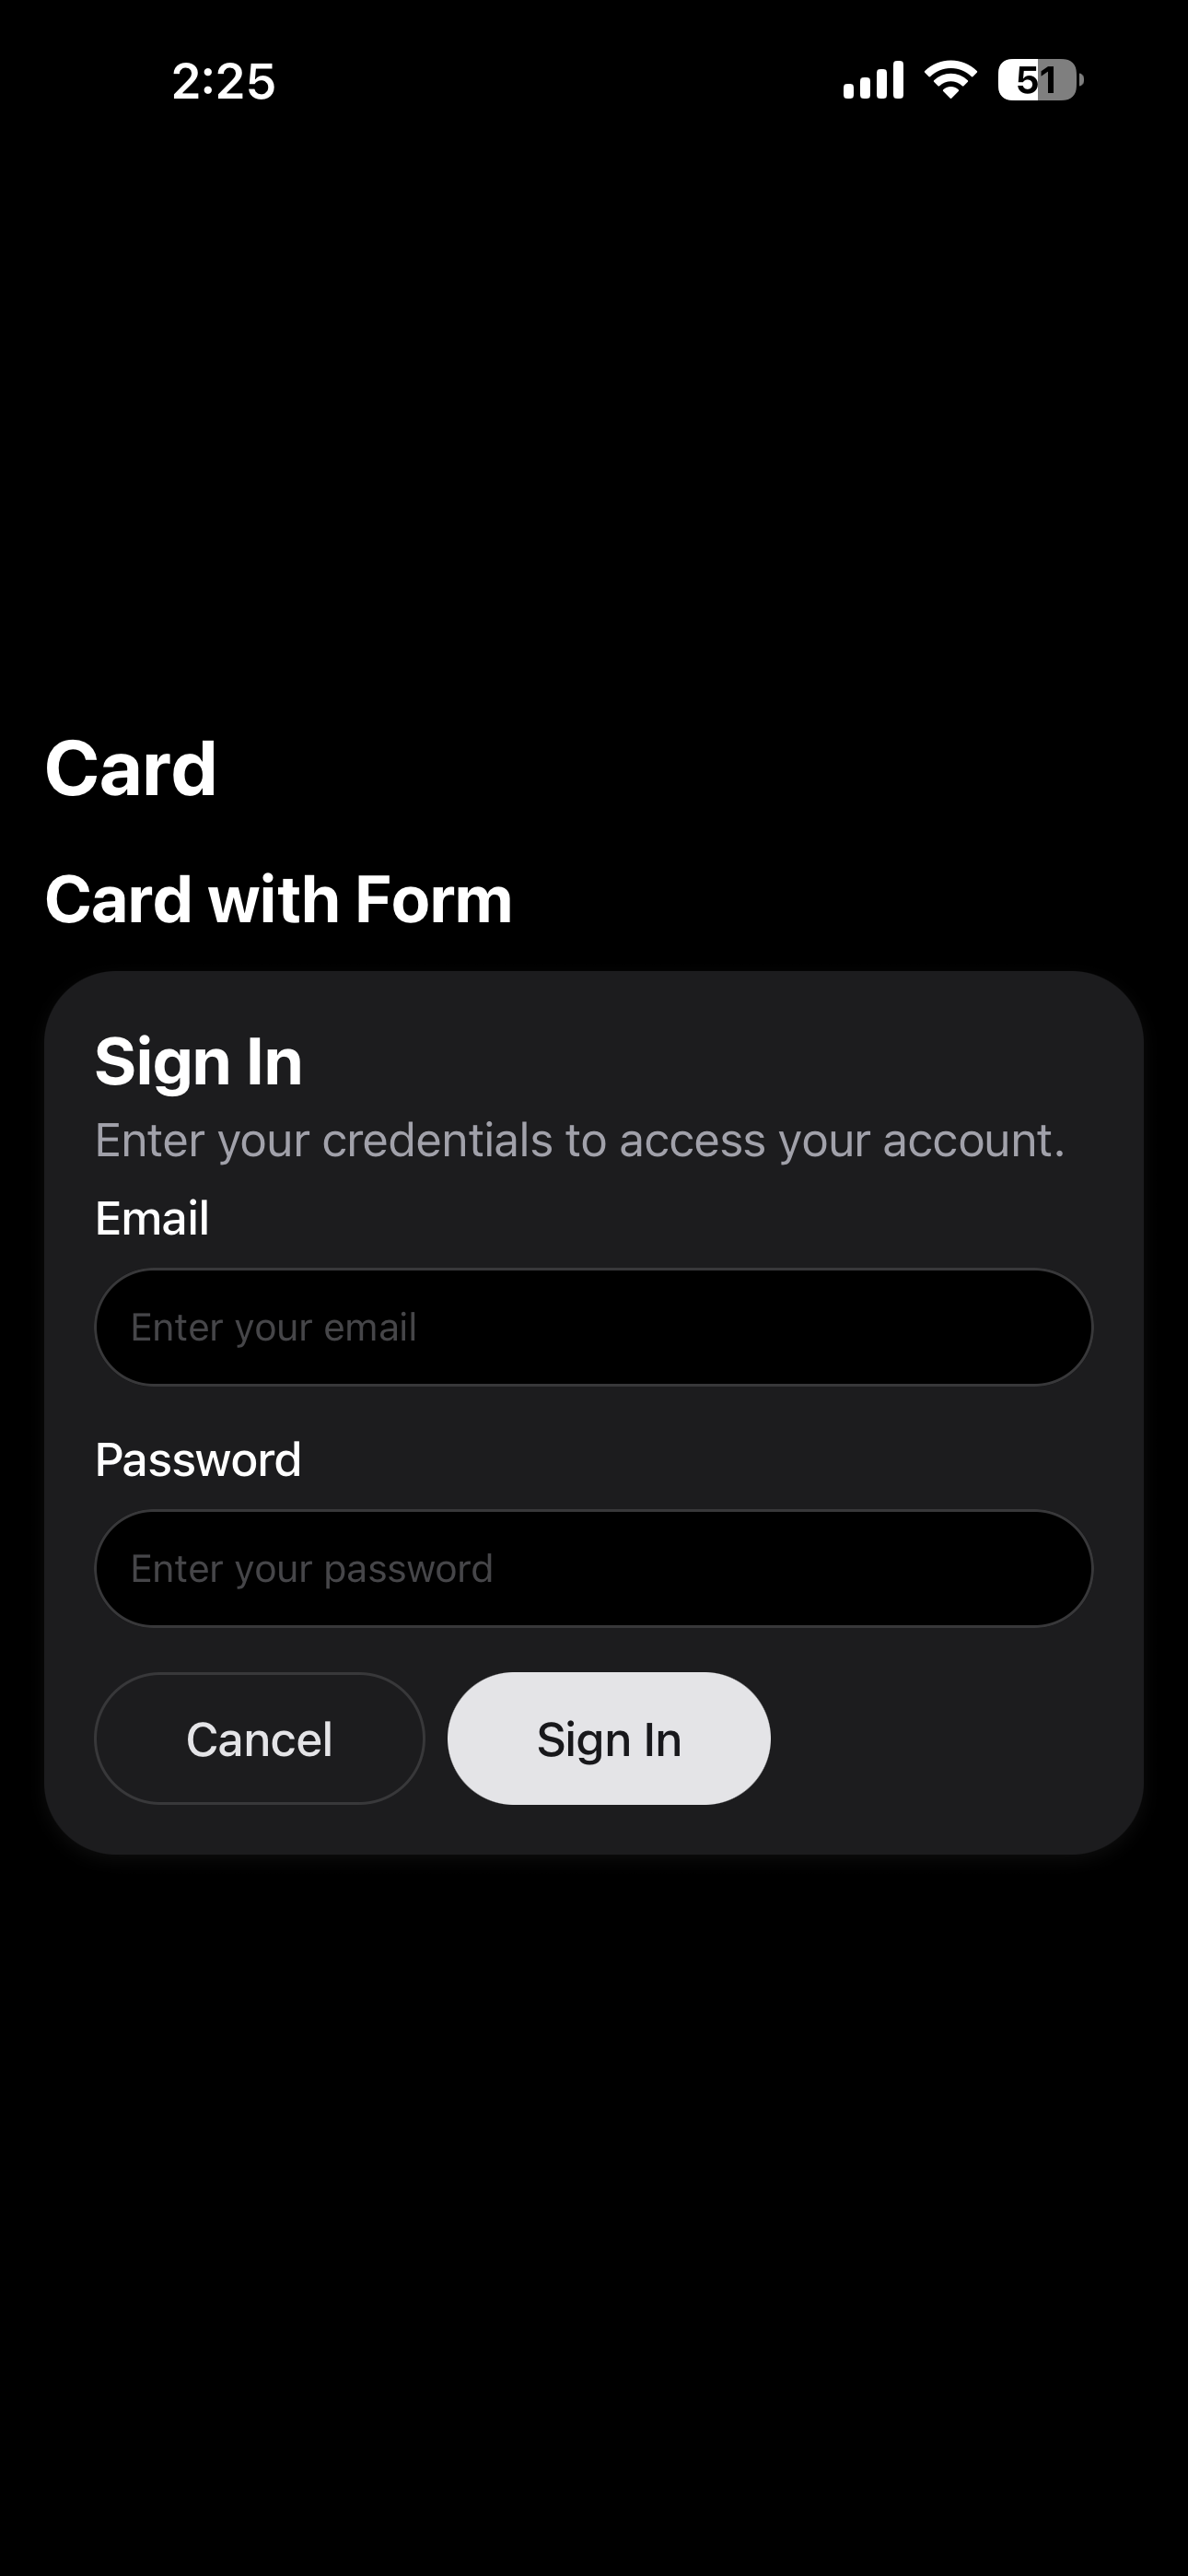 2:25
51
Card
Card with Form
Sign In
Enter your credentials to access your account.
Email
Enter your email
Password
Enter your password
Cancel
Sign In